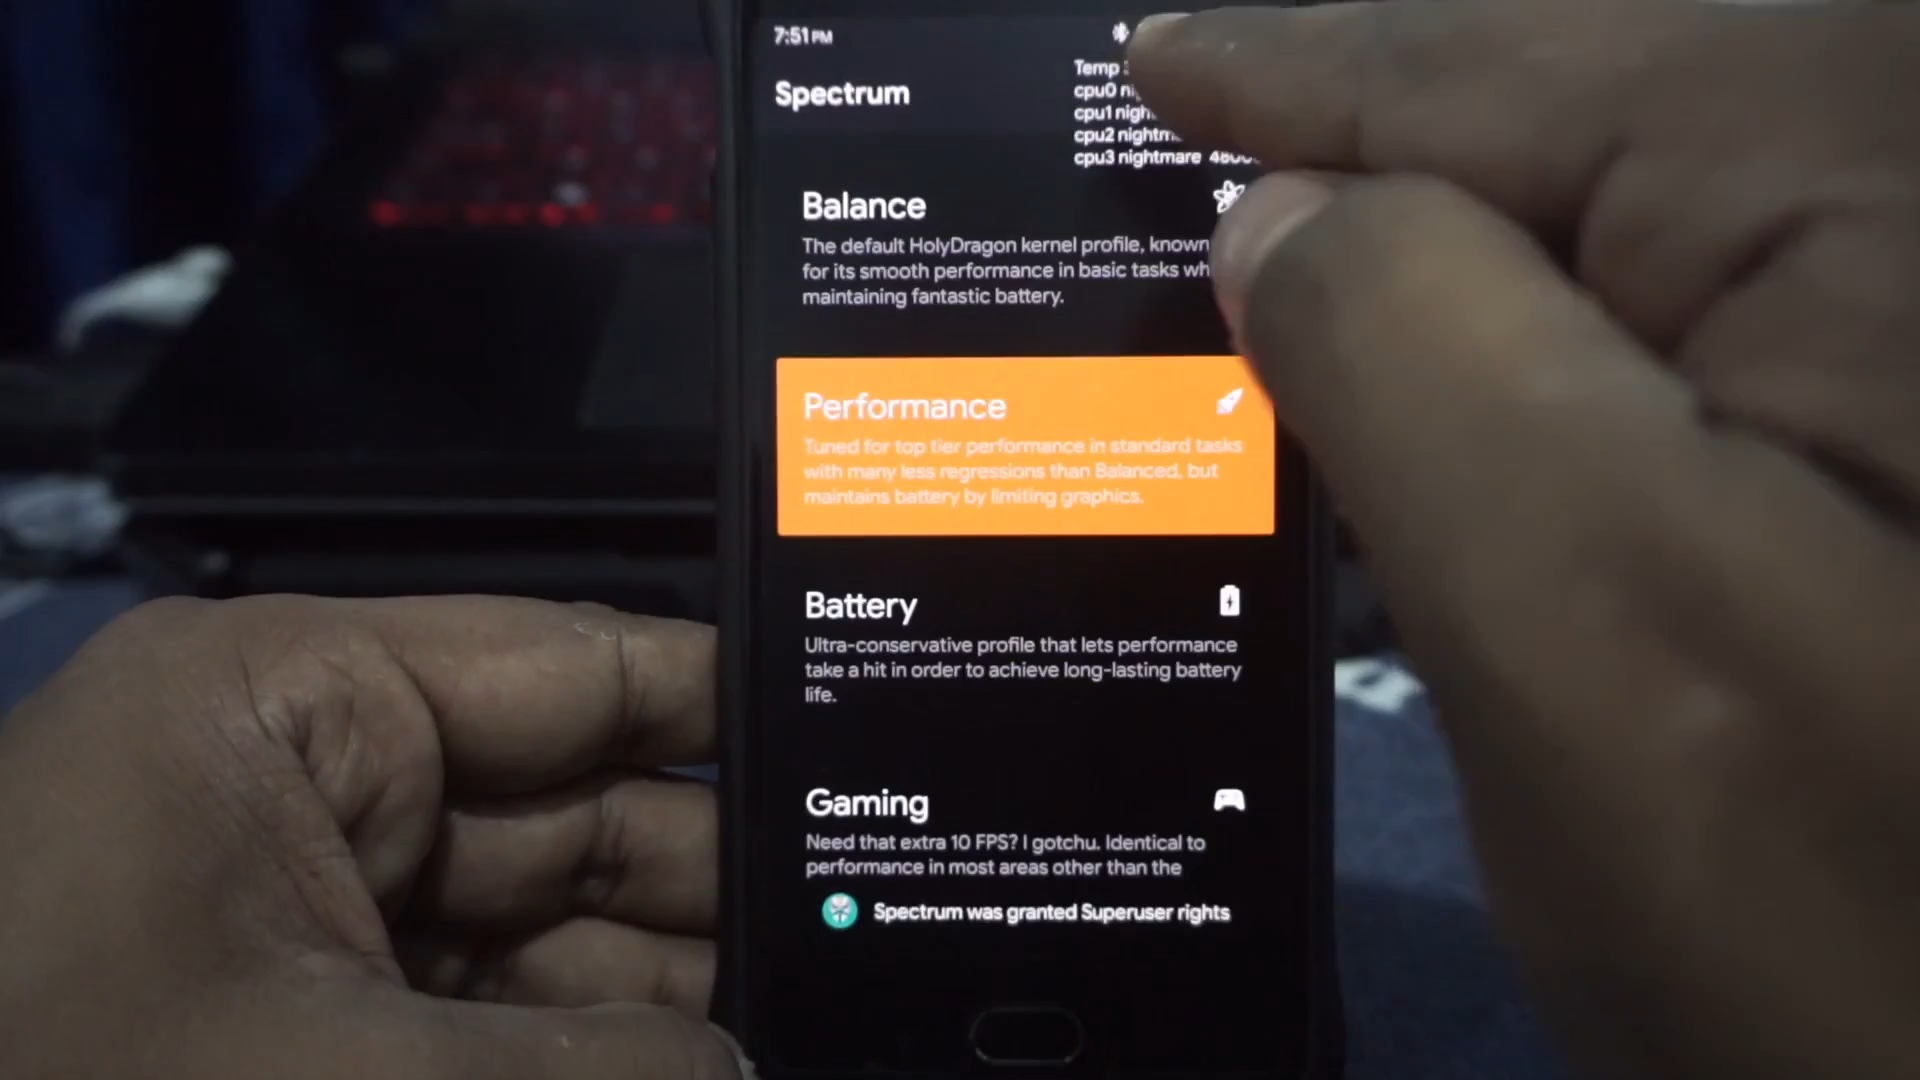 7:51 PM
Spectrum
Temp
cpu0
cpu1
cpu2
cpu3 nightmare
Balance
The default HolyDragon kernel profile, known
for its smooth performance in basic tasks
maintaining fantastic battery.
Performance
Tuned for top tier performance in standard tasks
with many less regressions than Balanced, but
maintains battery by limiting graphics.
Battery
Ultra-conservative profile that lets performance
take a hit in order to achieve long-lasting battery
life.
Gaming
Need that extra 10 FPS? I gotchu. Identical to
performance in most areas other than the
Spectrum was granted Superuser rights